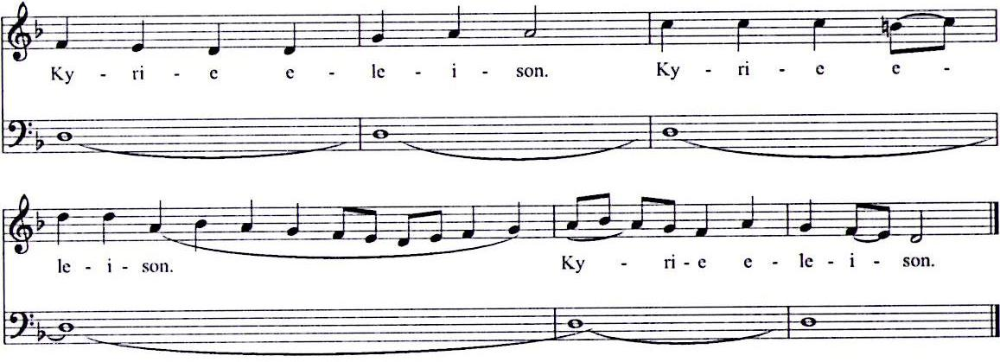 Ky - ri - e e - le - i - son. Ky - ri - e e -
le - i - son. Ky - ri - e e - le - i - son.